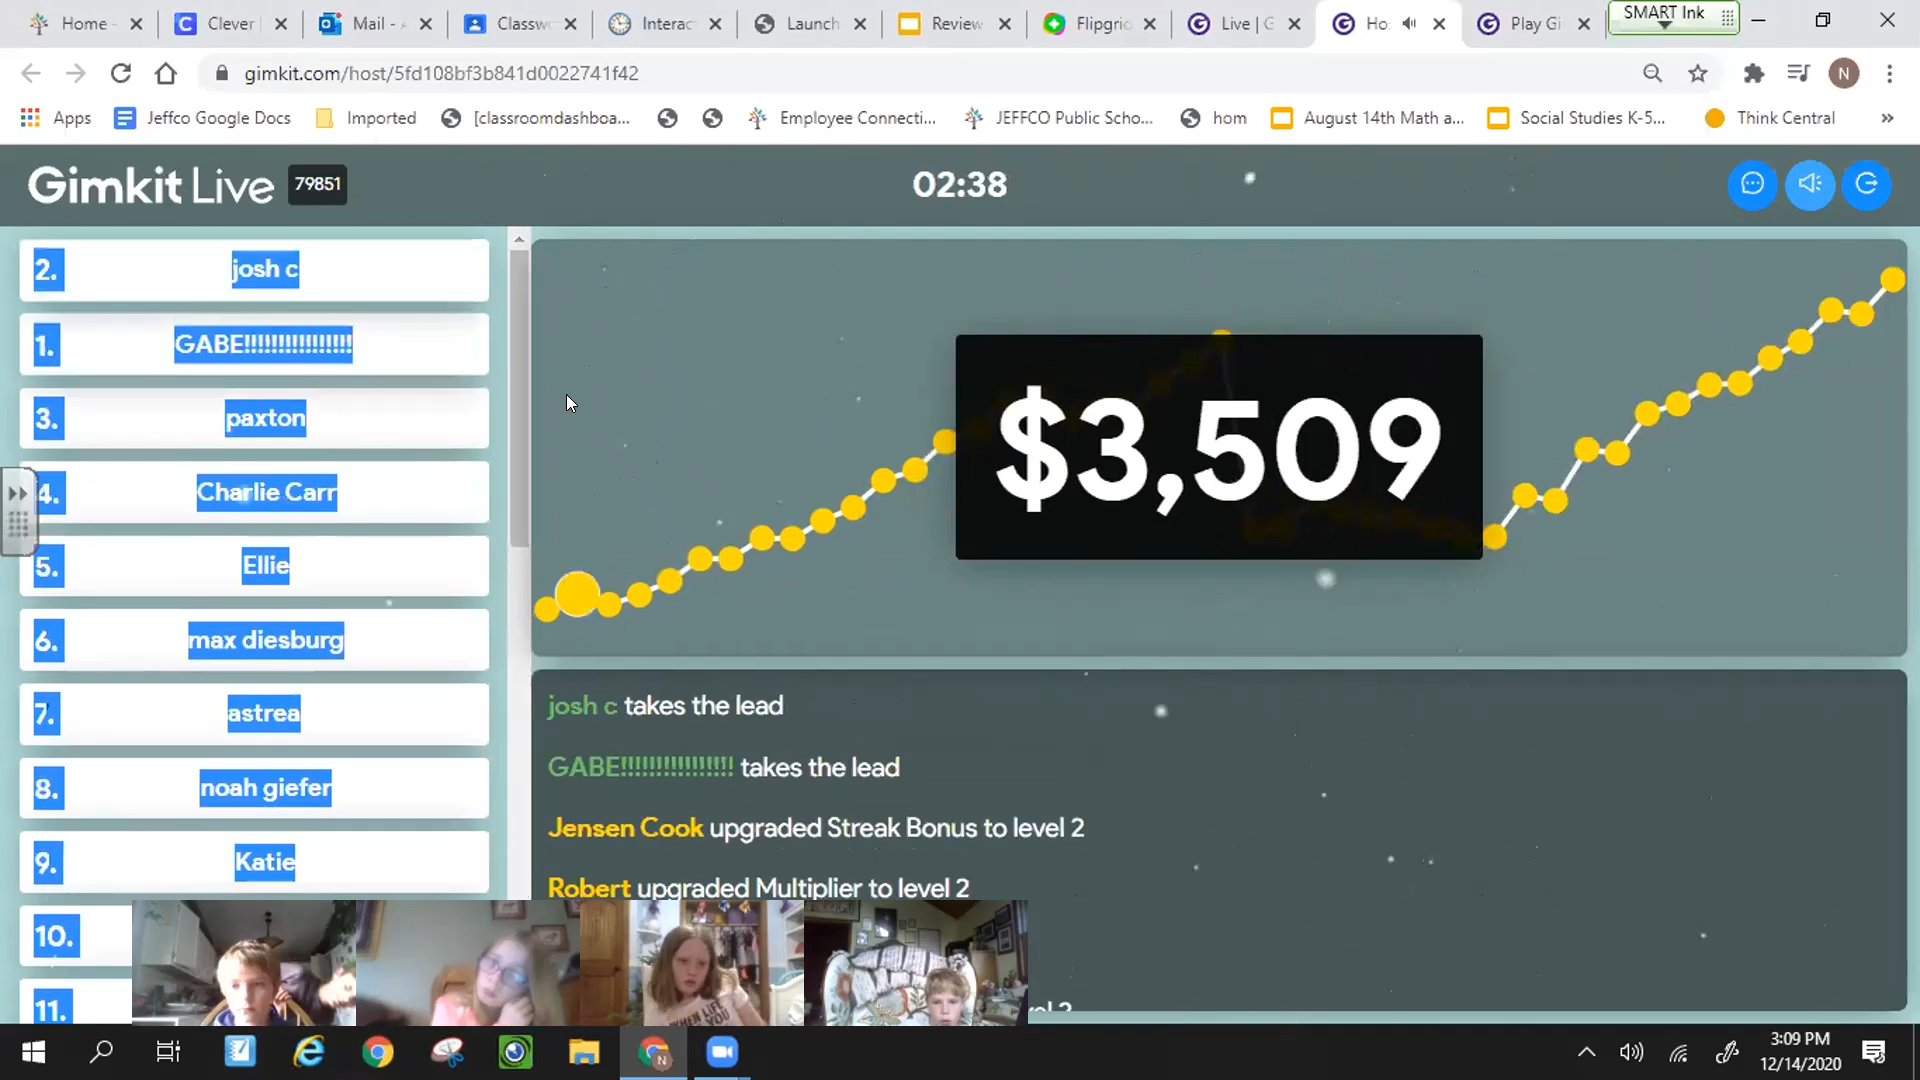 Home -
Clever
Mail - A
Classwo
Interac
Launch
Review
Flipgrid
Live | G
Ho
Play Gi
SMART Ink
gimkit.com/host/5fd108bf3b841d0022741f42
N
Apps
Jeffco Google Docs
Imported
[classroomdashboa...
Employee Connecti...
JEFFCO Public Scho...
hom
August 14th Math a...
Social Studies K-5...
Think Central
»
Gimkit Live
79851
02:38
2. josh c
1. GABE!!!!!!!!!!!!!!!!
3. paxton
4. Charlie Carr
5. Ellie
6. max diesburg
7. astrea
8. noah giefer
9. Katie
10.
11.
$3,509
josh c takes the lead
GABE!!!!!!!!!!!!!!!! takes the lead
Jensen Cook upgraded Streak Bonus to level 2
Robert upgraded Multiplier to level 2
3:09 PM
12/14/2020